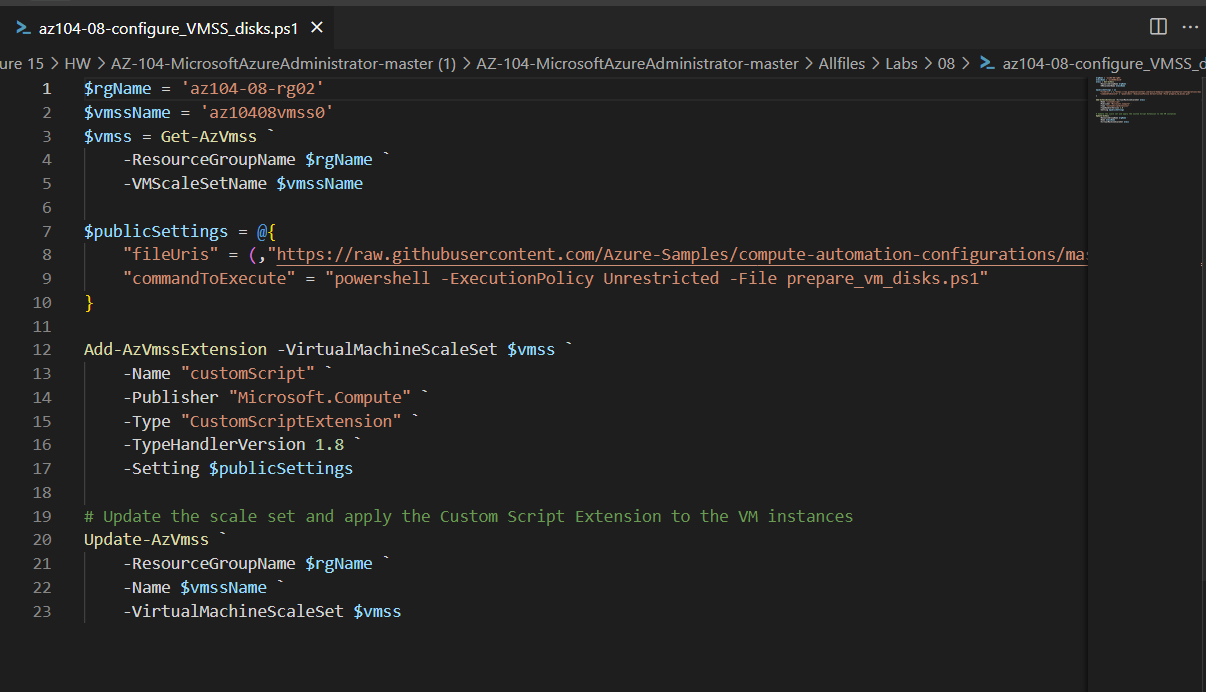 az104-08-configure_VMSS_disks.ps1
ure 15 > HW > AZ-104-MicrosoftAzureAdministrator-master (1) > AZ-104-MicrosoftAzureAdministrator-master > Allfiles > Labs > 08 > az104-08-configure_VMSS_d
1 $rgName = 'az104-08-rg02'
2 $vmssName = 'az10408vmss0'
3 $vmss = Get-AzVmss `
4 -ResourceGroupName $rgName `
5 -VMScaleSetName $vmssName
6
7 $publicSettings = @{
8 "fileUris" = (,"https://raw.githubusercontent.com/Azure-Samples/compute-automation-configurations/mas
9 "commandToExecute" = "powershell -ExecutionPolicy Unrestricted -File prepare_vm_disks.ps1"
10 }
11
12 Add-AzVmssExtension -VirtualMachineScaleSet $vmss `
13 -Name "customScript" `
14 -Publisher "Microsoft.Compute" `
15 -Type "CustomScriptExtension" `
16 -TypeHandlerVersion 1.8 `
17 -Setting $publicSettings
18
19 # Update the scale set and apply the Custom Script Extension to the VM instances
20 Update-AzVmss `
21 -ResourceGroupName $rgName `
22 -Name $vmssName `
23 -VirtualMachineScaleSet $vmss